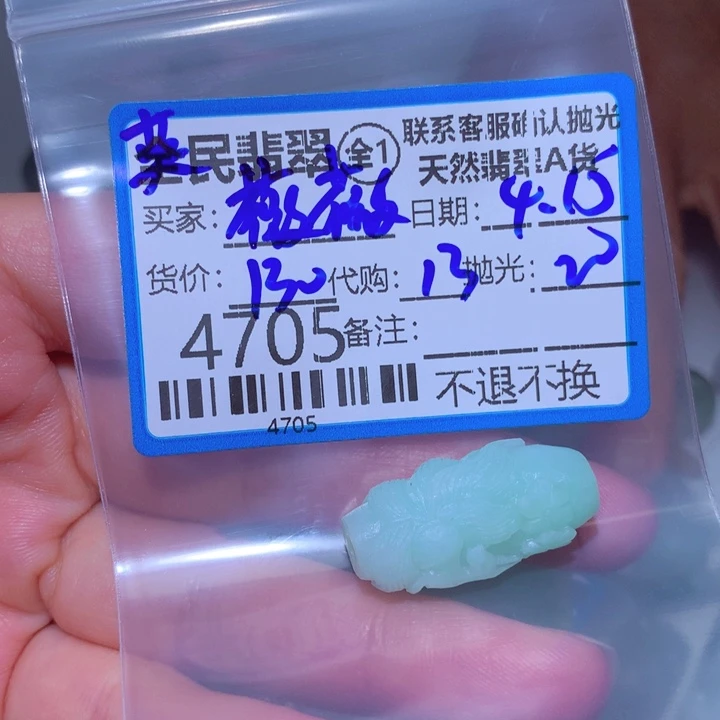 全民翡翠 全1 联系客服确认抛光
天然翡翠A货
买家: 日期: 4.15
货价: 130 代购: 13 抛光: 20
4705 备注:
不退不换
4705